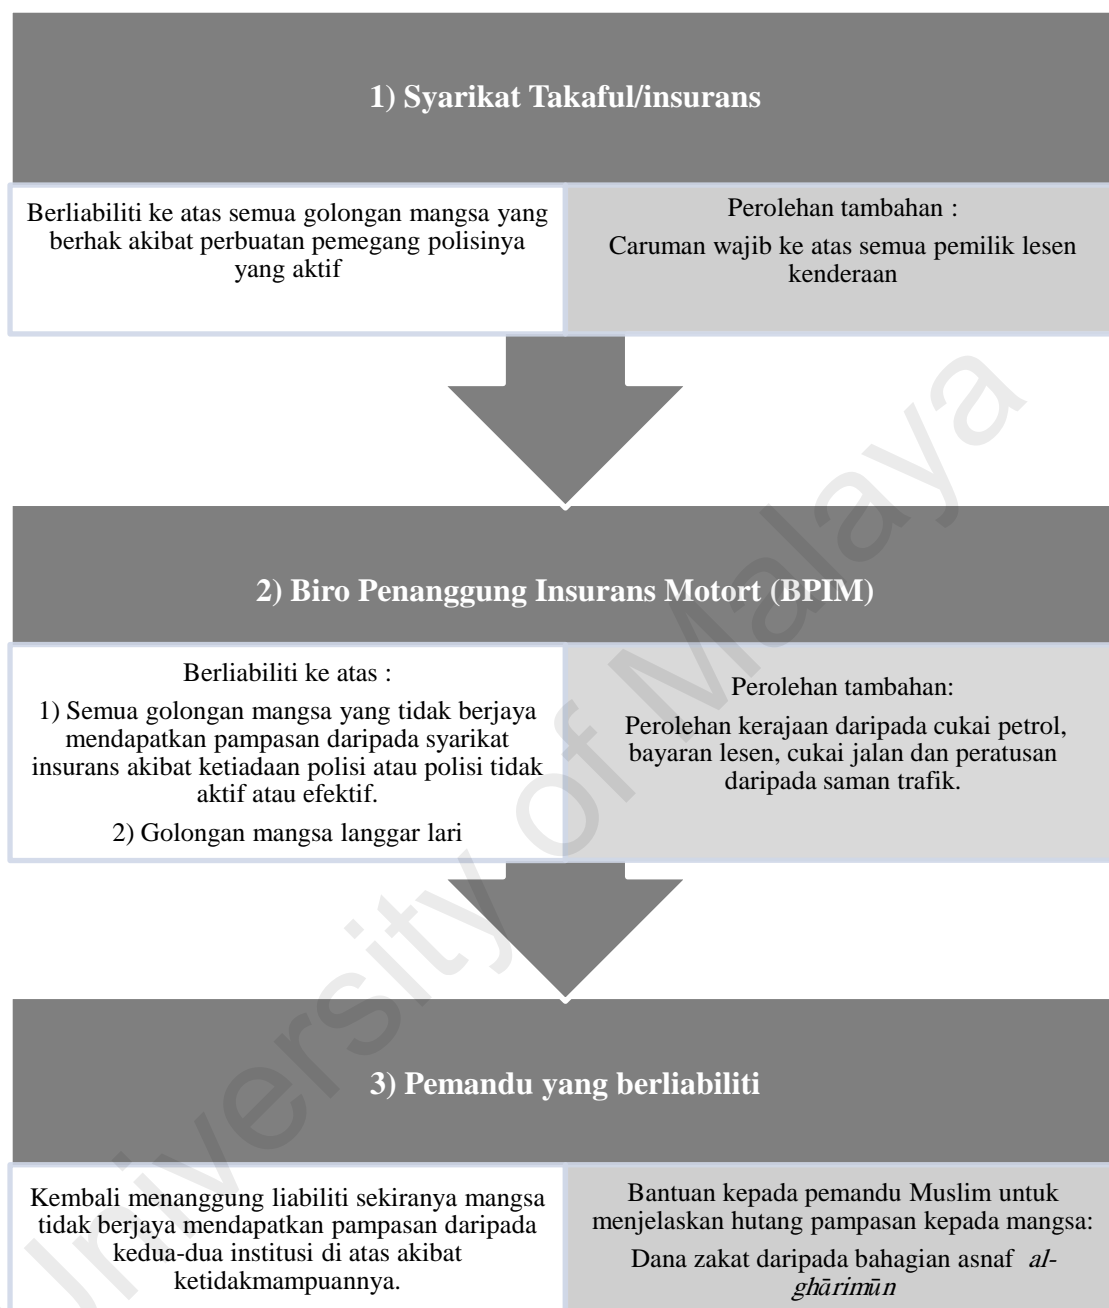 1) Syarikat Takaful/insurans
Berliabiliti ke atas semua golongan mangsa yang
berhak akibat perbuatan pemegang polisinya
yang aktif
Perolehan tambahan :
Caruman wajib ke atas semua pemilik lesen
kenderaan
2) Biro Penanggung Insurans Motort (BPIM)
Berliabiliti ke atas :
1) Semua golongan mangsa yang tidak berjaya
mendapatkan pampasan daripada syarikat
insurans akibat ketiadaan polisi atau polisi tidak
aktif atau efektif.
2) Golongan mangsa langgar lari
Perolehan tambahan:
Perolehan kerajaan daripada cukai petrol,
bayaran lesen, cukai jalan dan peratusan
daripada saman trafik.
3) Pemandu yang berliabiliti
Kembali menanggung liabiliti sekiranya mangsa
tidak berjaya mendapatkan pampasan daripada
kedua-dua institusi di atas akibat
ketidakmampuannya.
Bantuan kepada pemandu Muslim untuk
menjelaskan hutang pampasan kepada mangsa:
Dana zakat daripada bahagian asnaf al-
ghārimūn
University of Malaya